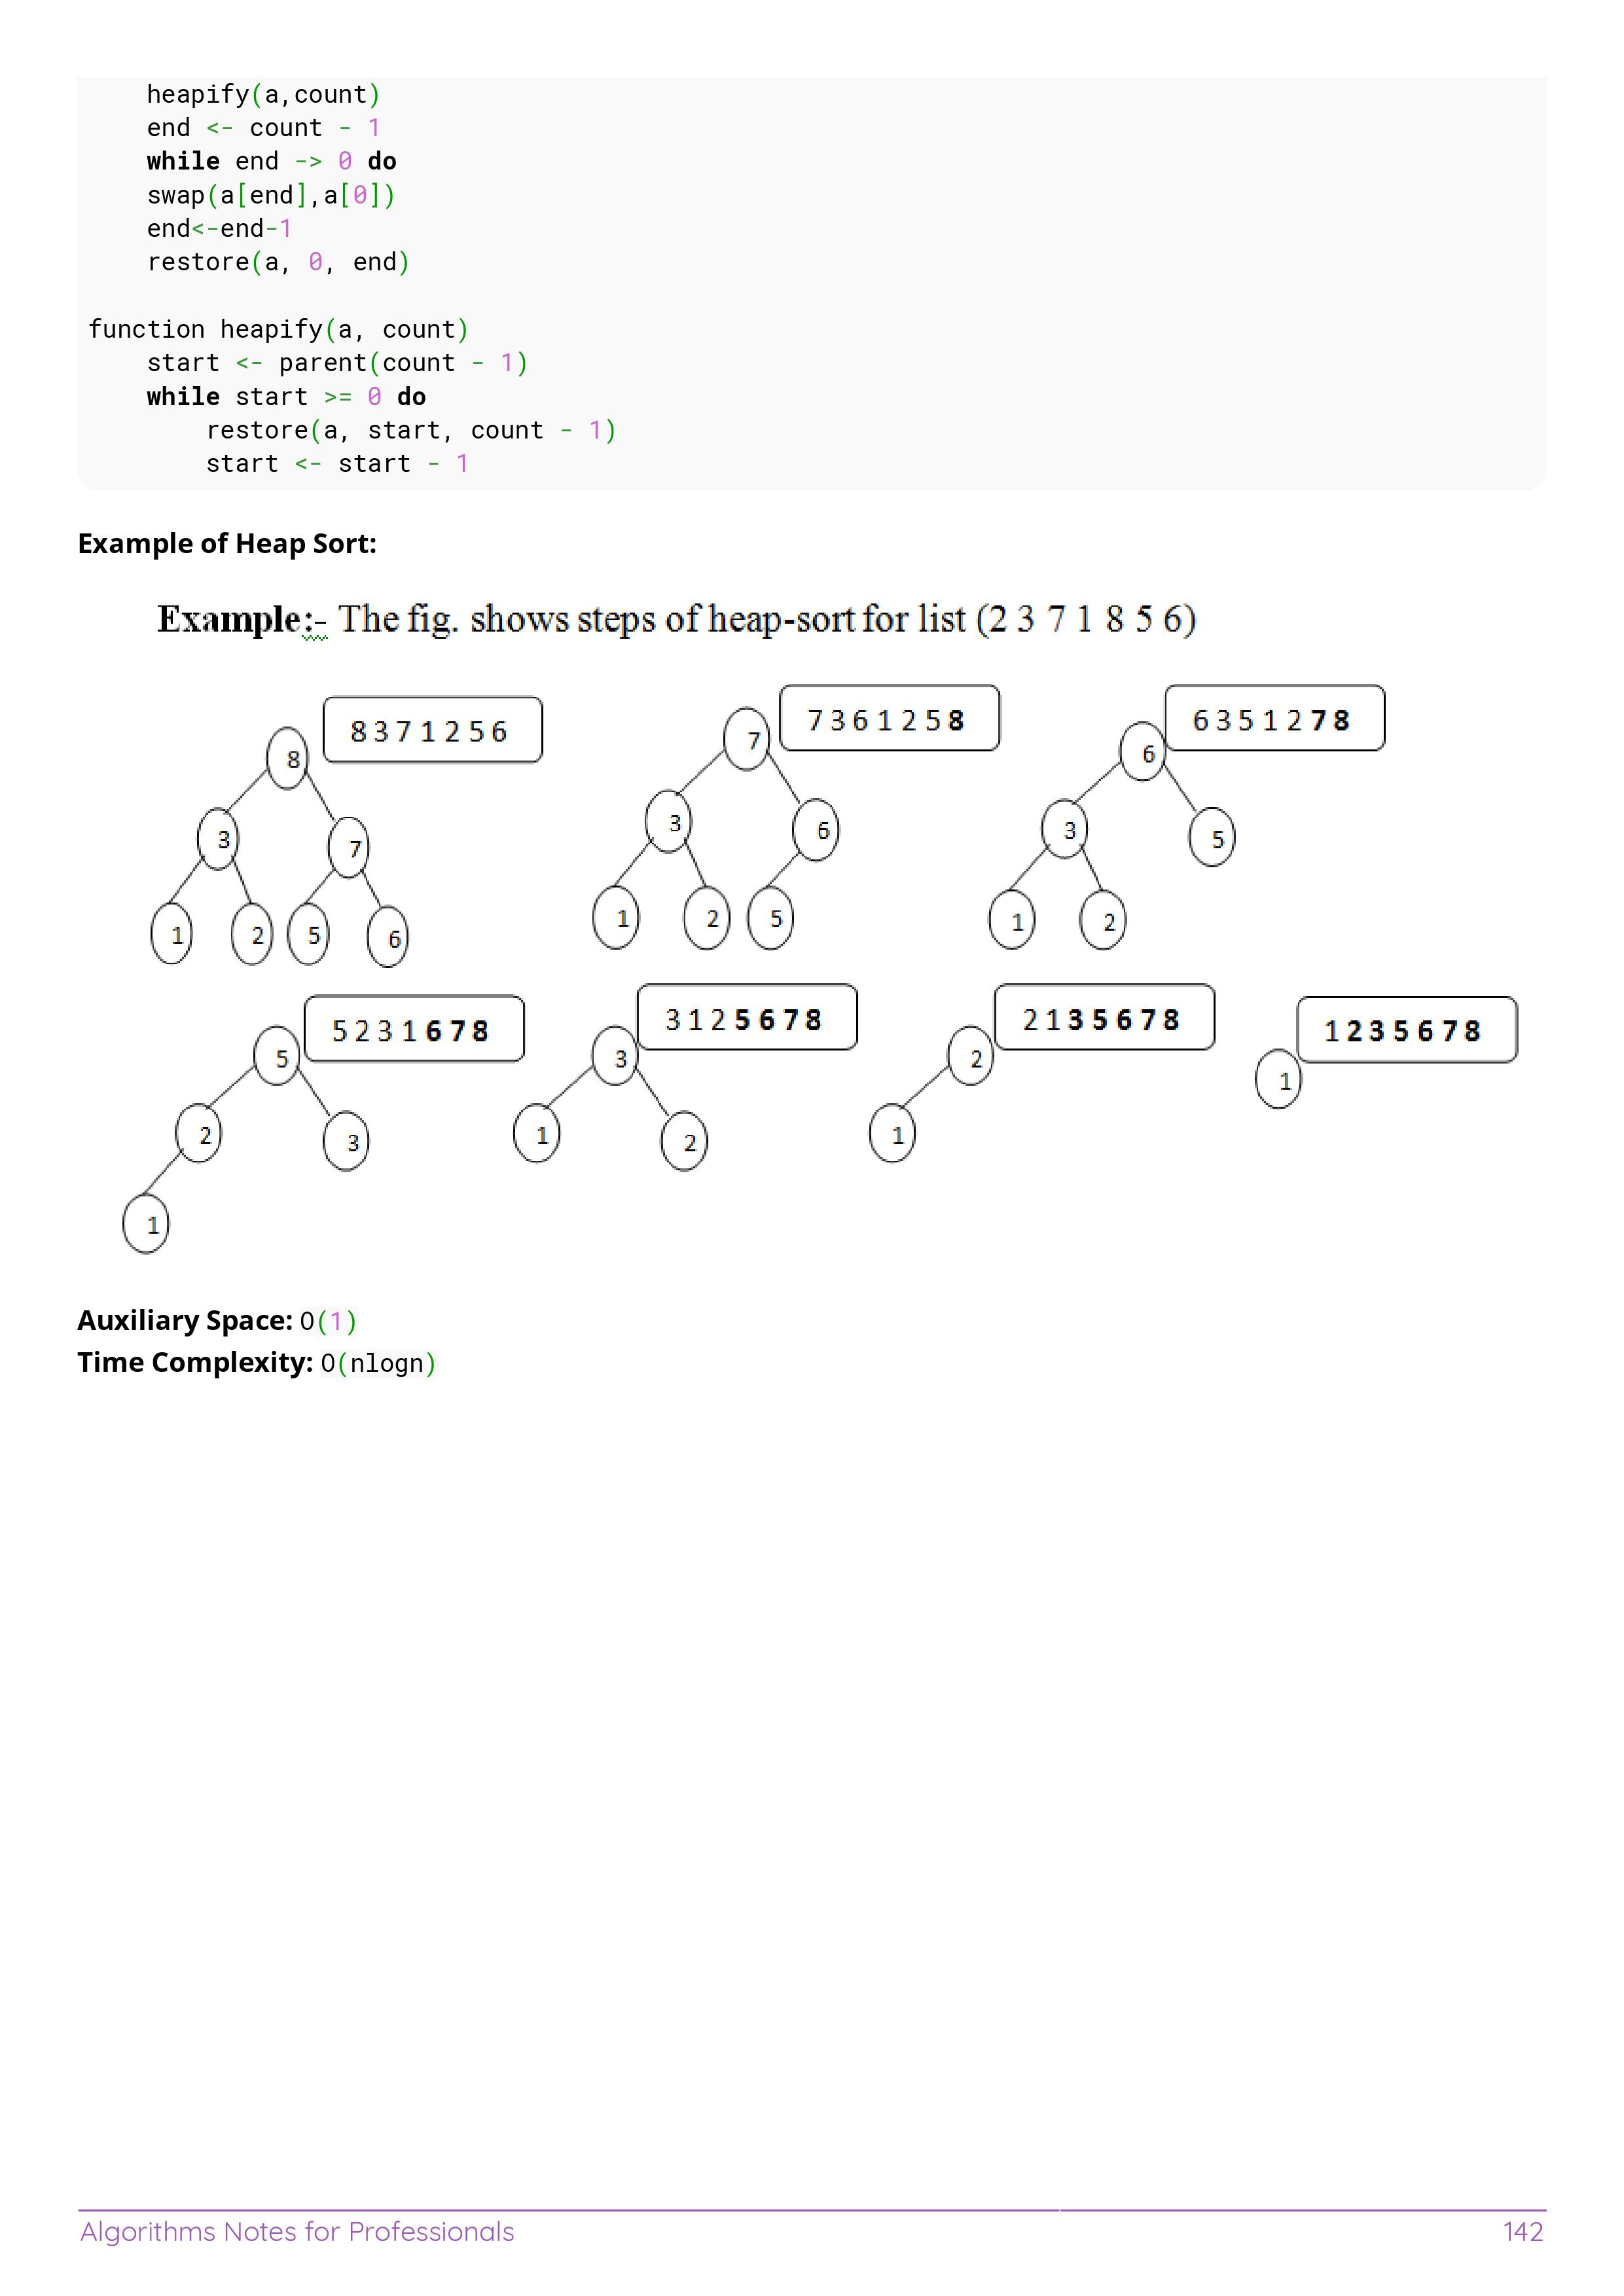 heapify(a,count)
end <- count - 1
while end -> 0 do
swap(a[end],a[0])
end<-end-1
restore(a, 0, end)
function heapify(a, count)
start <- parent(count - 1)
while start >= 0 do
restore(a, start, count - 1)
start <- start - 1
Example of Heap Sort:
Example:- The fig. shows steps of heap-sort for list (2 3 7 1 8 5 6)
8 3 7 1 2 5 6
8
3
7
1
2
5
6
7 3 6 1 2 5 8
7
3
6
1
2
5
6 3 5 1 2 7 8
6
3
5
1
2
5 2 3 1 6 7 8
5
2
3
1
3 1 2 5 6 7 8
3
1
2
2 1 3 5 6 7 8
2
1
1 2 3 5 6 7 8
1
Auxiliary Space: O(1)
Time Complexity: O(nlogn)
Algorithms Notes for Professionals
142